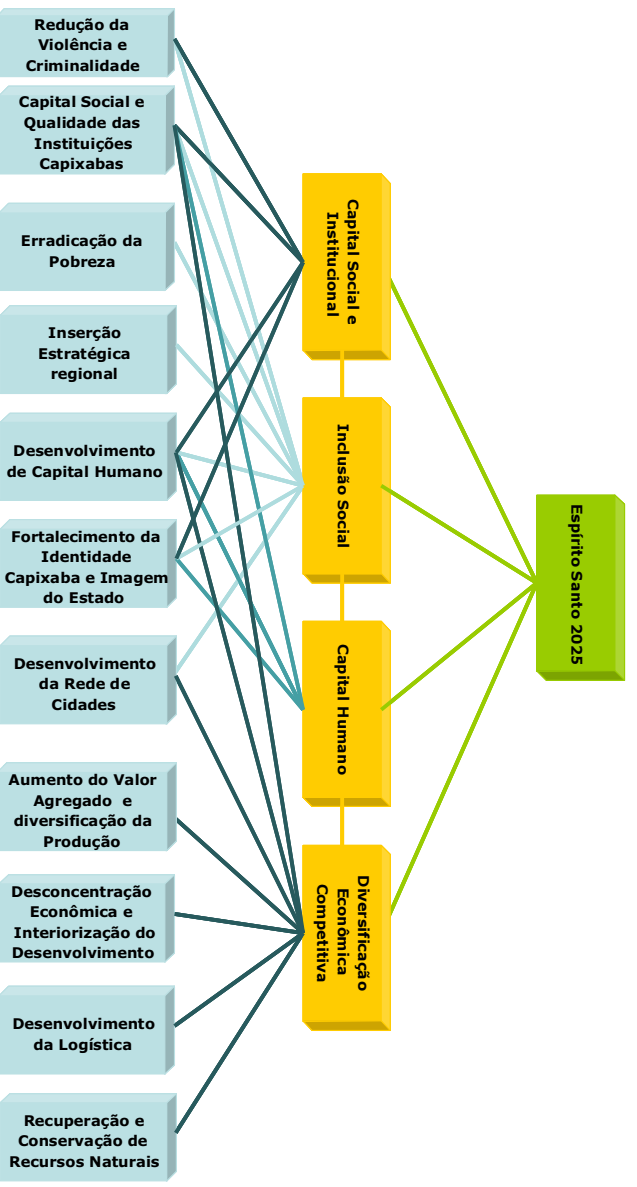 Redução da
Violência e
Criminalidade
Capital Social e
Qualidade das
Instituições
Capixabas
Erradicação da
Pobreza
Inserção
Estratégica
regional
Desenvolvimento
de Capital Humano
Fortalecimento da
Identidade
Capixaba e Imagem
do Estado
Desenvolvimento
da Rede de
Cidades
Aumento do Valor
Agregado e
diversificação da
Produção
Desconcentração
Econômica e
Interiorização do
Desenvolvimento
Desenvolvimento
da Logística
Recuperação e
Conservação de
Recursos Naturais
Capital Social e
Institucional
Inclusão Social
Capital Humano
Diversificação
Econômica
Competitiva
Espírito Santo 2025